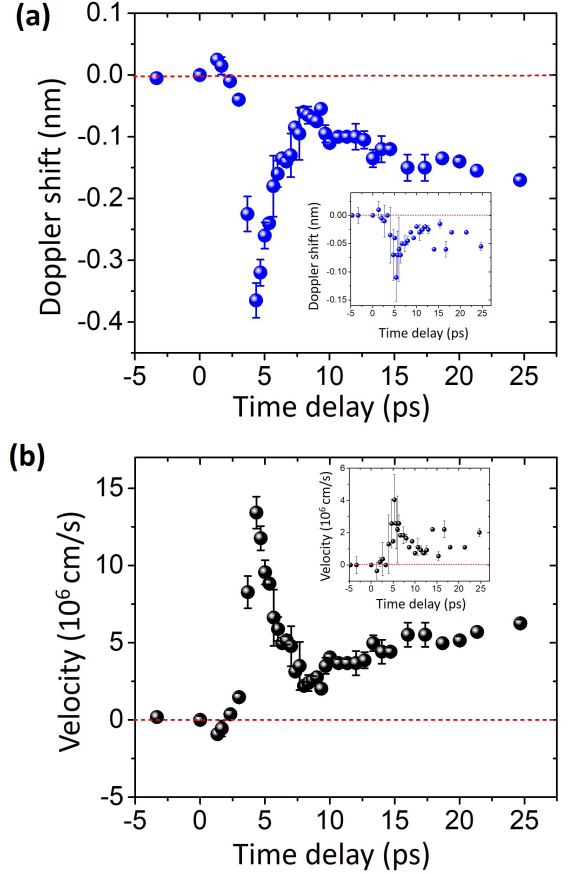 (a)
0.1
0.0
-0.1
-0.2
-0.3
-0.4
Doppler shift (nm)
-5 0 5 10 15 20 25
Time delay (ps)
0.00
-0.05
-0.10
-0.15
Doppler shift (nm)
-5 0 5 10 15 20 25
Time delay (ps)
(b)
15
10
5
0
-5
Velocity (10⁶ cm/s)
-5 0 5 10 15 20 25
Time delay (ps)
6
4
2
0
Velocity (10⁶ cm/s)
-5 0 5 10 15 20 25
Time delay (ps)